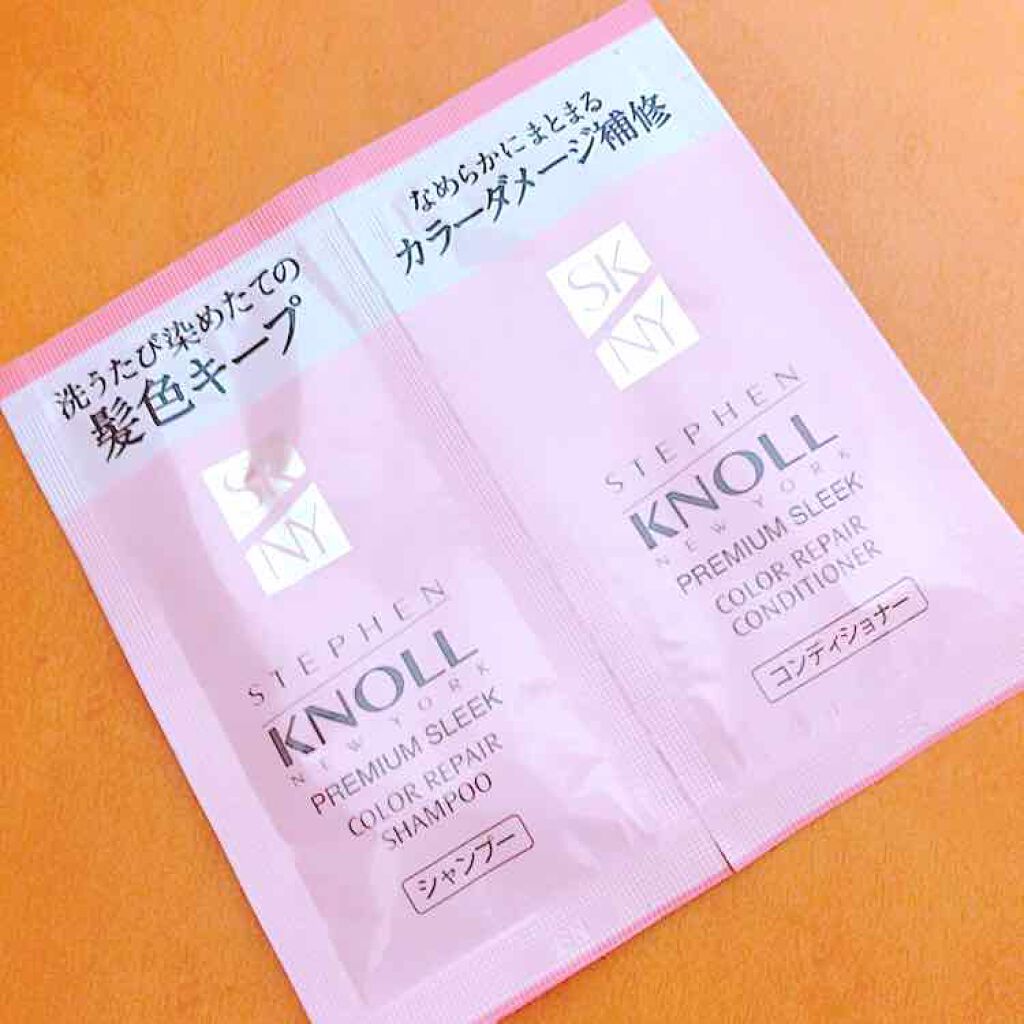 洗うたび染めたての
髪色キープ
SK
NY
STEPHEN
KNOLL
NEW YORK
PREMIUM SLEEK
COLOR REPAIR
SHAMPOO
シャンプー
なめらかにまとまる
カラーダメージ補修
SK
NY
STEPHEN
KNOLL
NEW YORK
PREMIUM SLEEK
COLOR REPAIR
CONDITIONER
コンディショナー